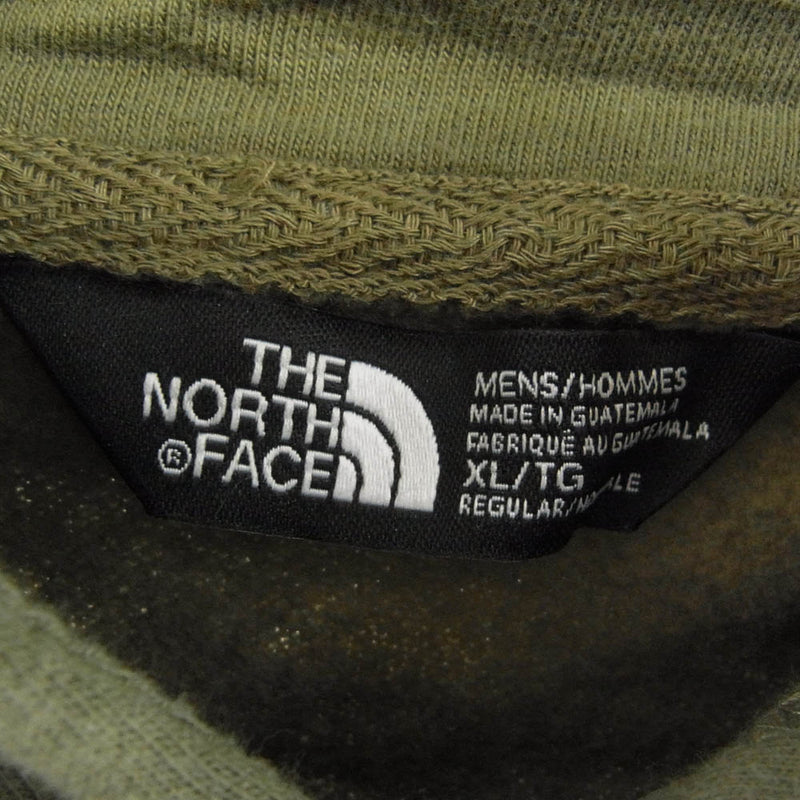 THE
NORTH
®FACE
MENS/HOMMES
MADE IN GUATEMALA
FABRIQUÉ AU GUATEMALA
XL/TG
REGULAR/